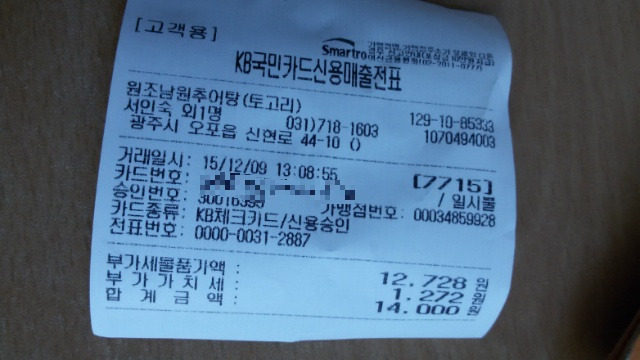 [고객용]
Smartro
KB국민카드신용매출전표
원조남원추어탕(토고리) 129-10-85333
서인숙 외1명 031)718-1603 1070494003
광주시 오포읍 신현로 44-10 ()
거래일시: 15/12/09 13:08:55 [7715]
카드번호: / 일시불
승인번호: 30016395 가맹점번호: 00034859928
카드종류: KB체크카드/신용승인
전표번호: 0000-0031-2887
부가세물품가액 : 12,728 원
부가가치세: 1,272 원
합계금액: 14,000 원